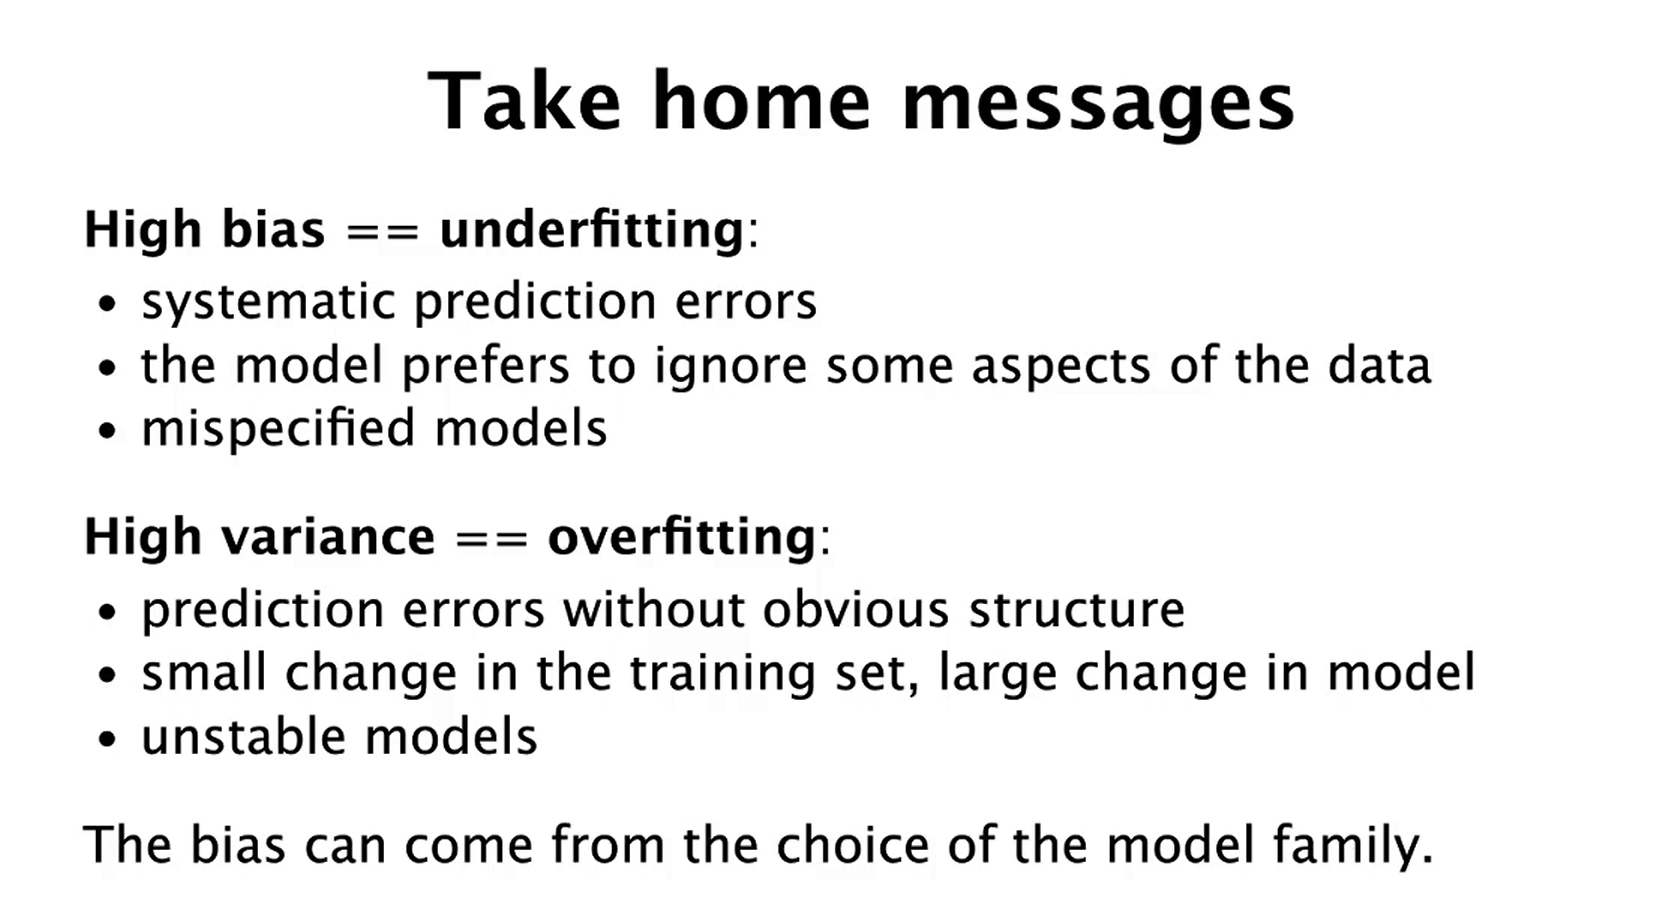 Take home messages
High bias == underfitting:
• systematic prediction errors
• the model prefers to ignore some aspects of the data
• mispecified models
High variance == overfitting:
• prediction errors without obvious structure
• small change in the training set, large change in model
• unstable models
The bias can come from the choice of the model family.